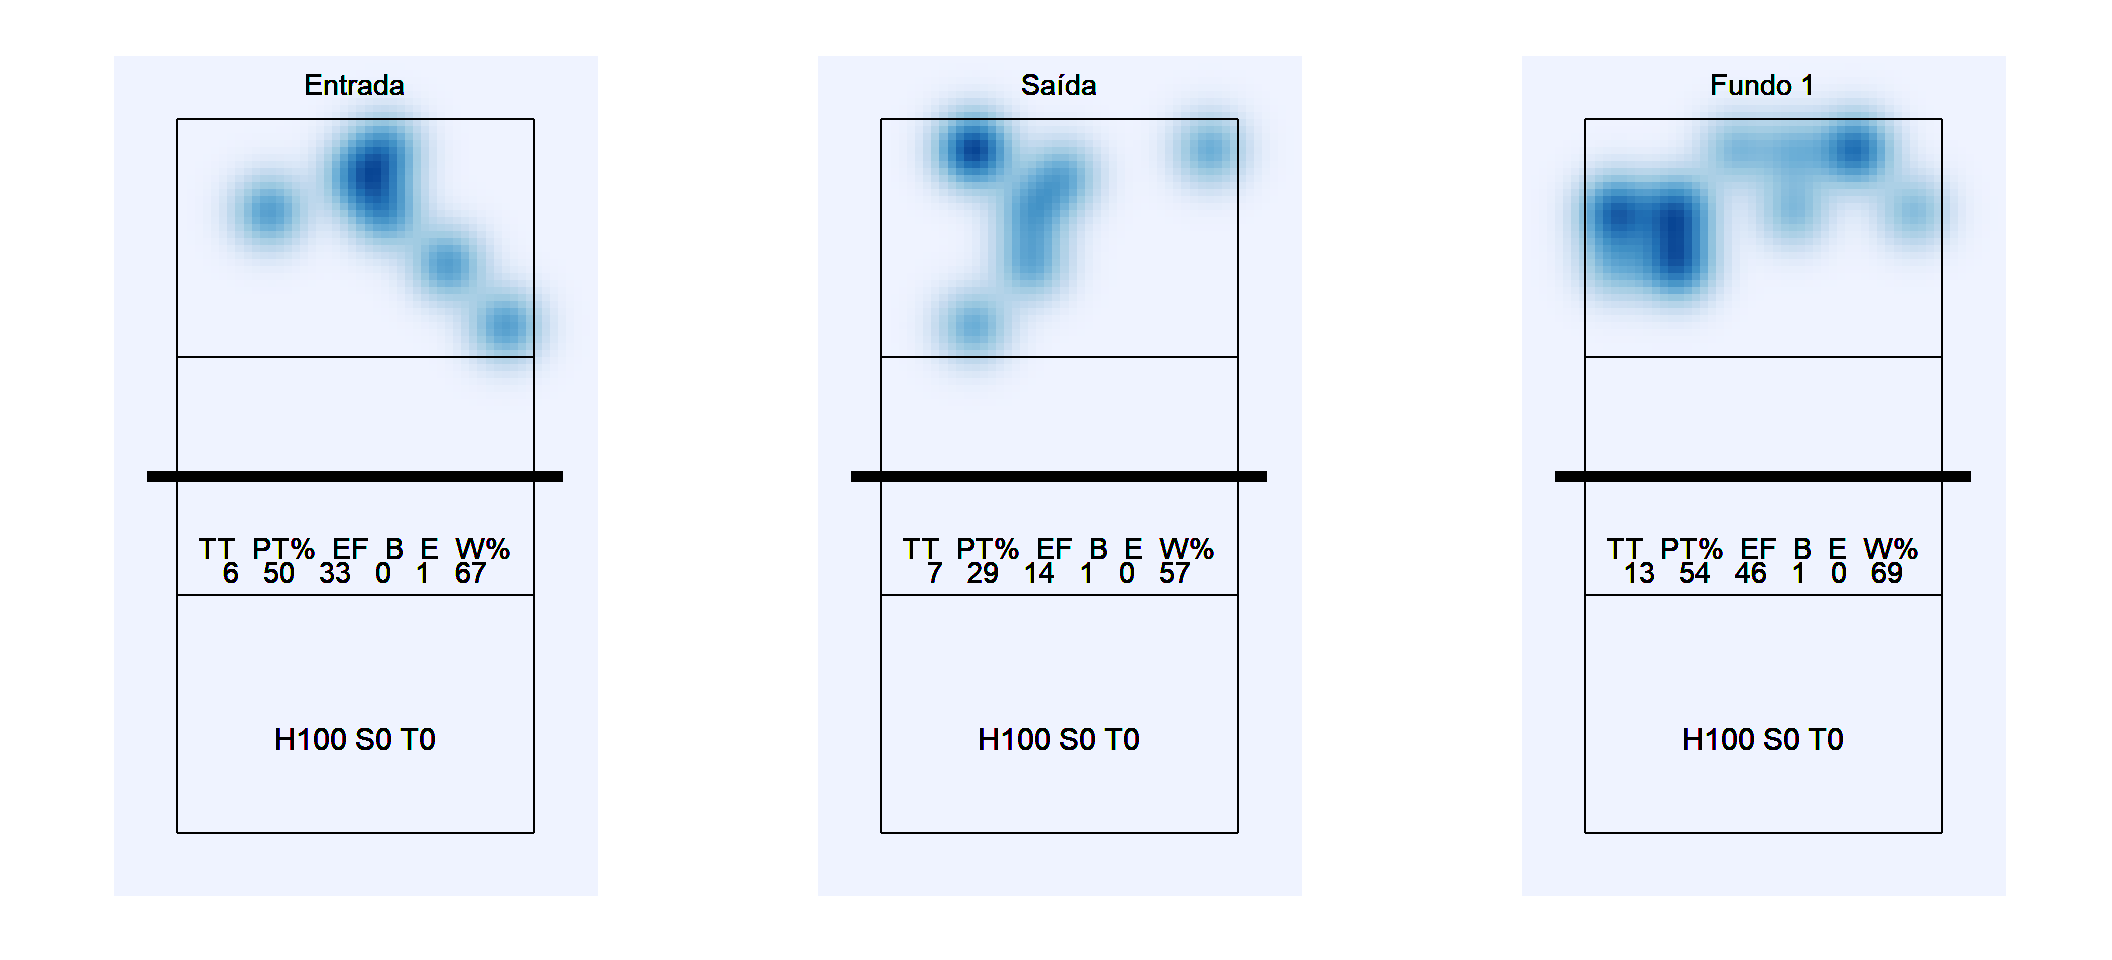 Entrada
TT PT% EF B E W%
6 50 33 0 1 67
H100 S0 T0
Saída
TT PT% EF B E W%
7 29 14 1 0 57
H100 S0 T0
Fundo 1
TT PT% EF B E W%
13 54 46 1 0 69
H100 S0 T0